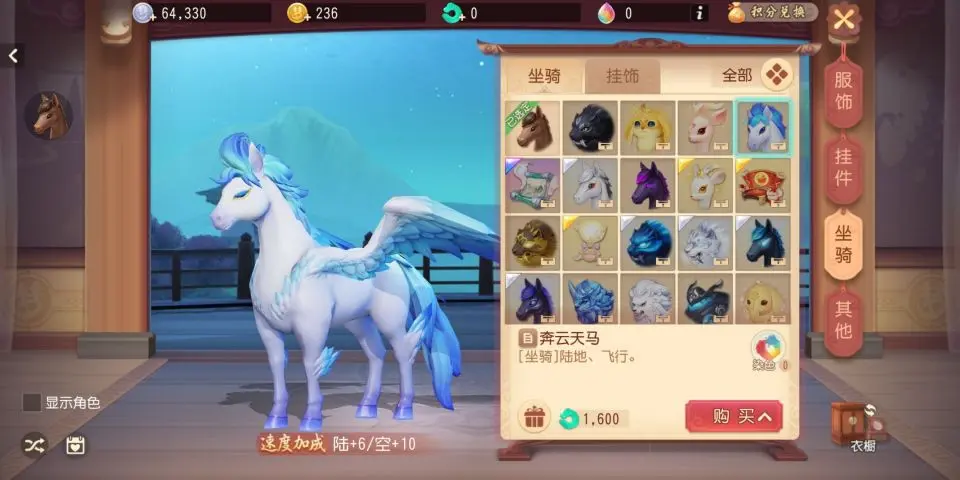 64,330
236
0
0
i
积分兑换
坐骑
挂饰
全部
已选定
服饰
挂件
坐骑
其他
奔云天马
[坐骑]陆地、飞行。
染色 0
1,600
购买
显示角色
速度加成 陆+6/空+10
衣橱